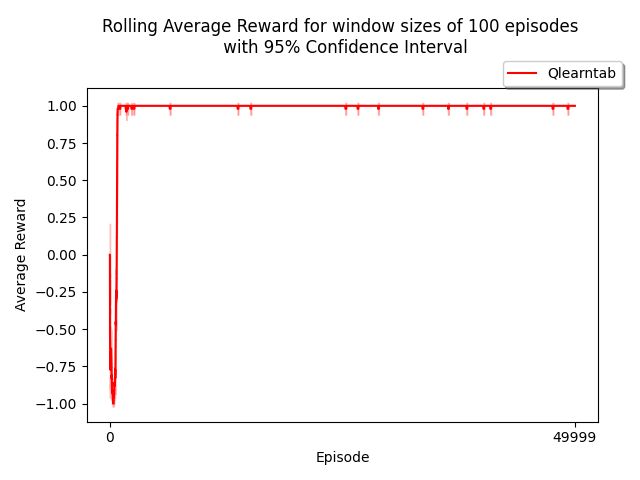 Rolling Average Reward for window sizes of 100 episodes
with 95% Confidence Interval
Qlearntab
1.00
0.75
0.50
0.25
0.00
−0.25
−0.50
−0.75
−1.00
Average Reward
0
49999
Episode